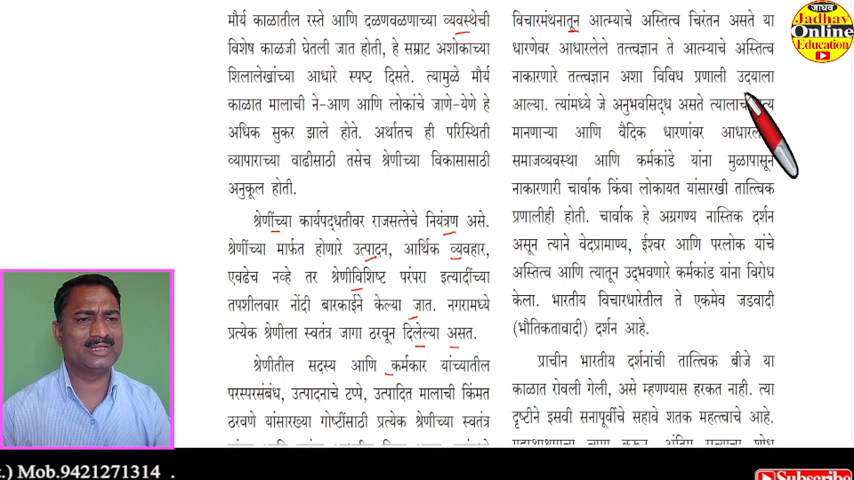 मौर्य काळातील रस्ते आणि दळणवळणाच्या व्यवस्थेची
विशेष काळजी घेतली जात होती, हे सम्राट अशोकाच्या
शिलालेखांच्या आधारे स्पष्ट दिसते. त्यामुळे मौर्य
काळात मालाची ने-आण आणि लोकांचे जाणे-येणे हे
अधिक सुकर झाले होते. अर्थातच ही परिस्थिती
व्यापाराच्या वाढीसाठी तसेच श्रेणीच्या विकासासाठी
अनुकूल होती.
श्रेणींच्या कार्यपद्धतीवर राजसत्तेचे नियंत्रण असे.
श्रेणींच्या मार्फत होणारे उत्पादन, आर्थिक व्यवहार,
एवढेच नव्हे तर श्रेणीविशिष्ट परंपरा इत्यादींच्या
तपशीलवार नोंदी बारकाईने केल्या जात. नगरामध्ये
प्रत्येक श्रेणीला स्वतंत्र जागा ठरवून दिलेल्या असत.
श्रेणीतील सदस्य आणि कर्मकार यांच्यातील
परस्परसंबंध, उत्पादनाचे टप्पे, उत्पादित मालाची किंमत
ठरवणे यांसारख्या गोष्टींसाठी प्रत्येक श्रेणीच्या स्वतंत्र
विचारमंथनातून आत्म्याचे अस्तित्व चिरंतन असते या
धारणेवर आधारलेले तत्त्वज्ञान ते आत्म्याचे अस्तित्व
नाकारणारे तत्त्वज्ञान अशा विविध प्रणाली उदयाला
आल्या. त्यांमध्ये जे अनुभवसिद्ध असते
मानणाऱ्या आणि वैदिक धारणांवर
समाजव्यवस्था आणि कर्मकांडे यांना मुळापासून
नाकारणारी चार्वाक किंवा लोकायत यांसारखी तात्त्विक
प्रणालीही होती. चार्वाक हे अग्रगण्य नास्तिक दर्शन
असून त्याने वेदप्रामाण्य, ईश्वर आणि परलोक यांचे
अस्तित्व आणि त्यातून उद्भवणारे कर्मकांड यांना विरोध
केला. भारतीय विचारधारेतील ते एकमेव जडवादी
(भौतिकतावादी) दर्शन आहे.
प्राचीन भारतीय दर्शनांची तात्त्विक बीजे या
काळात रोवली गेली, असे म्हणण्यास हरकत नाही. त्या
दृष्टीने इसवी सनापूर्वीचे सहावे शतक महत्त्वाचे आहे.
जाधव
Jadhav
Online
Education
.) Mob.9421271314 .
Subscribe